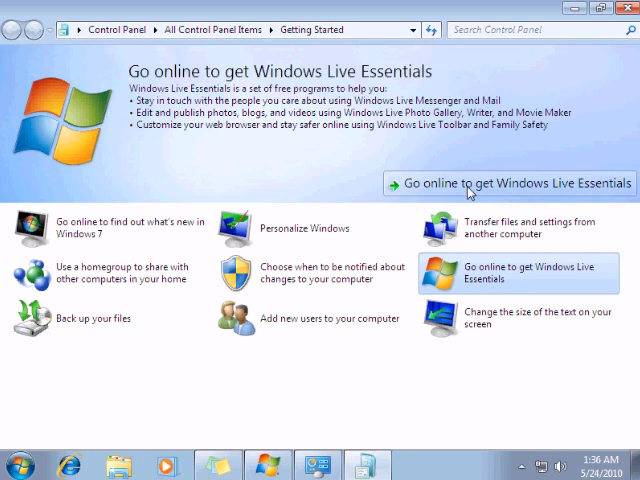 Control Panel ▸ All Control Panel Items ▸ Getting Started
Search Control Panel
Go online to get Windows Live Essentials
Windows Live Essentials is a set of free programs to help you:
• Stay in touch with the people you care about using Windows Live Messenger and Mail
• Edit and publish photos, blogs, and videos using Windows Live Photo Gallery, Writer, and Movie Maker
• Customize your web browser and stay safer online using Windows Live Toolbar and Family Safety
Go online to get Windows Live Essentials
Go online to find out what's new in
Windows 7
Personalize Windows
Transfer files and settings from
another computer
Use a homegroup to share with
other computers in your home
Choose when to be notified about
changes to your computer
Go online to get Windows Live
Essentials
Back up your files
Add new users to your computer
Change the size of the text on your
screen
1:36 AM
5/24/2010